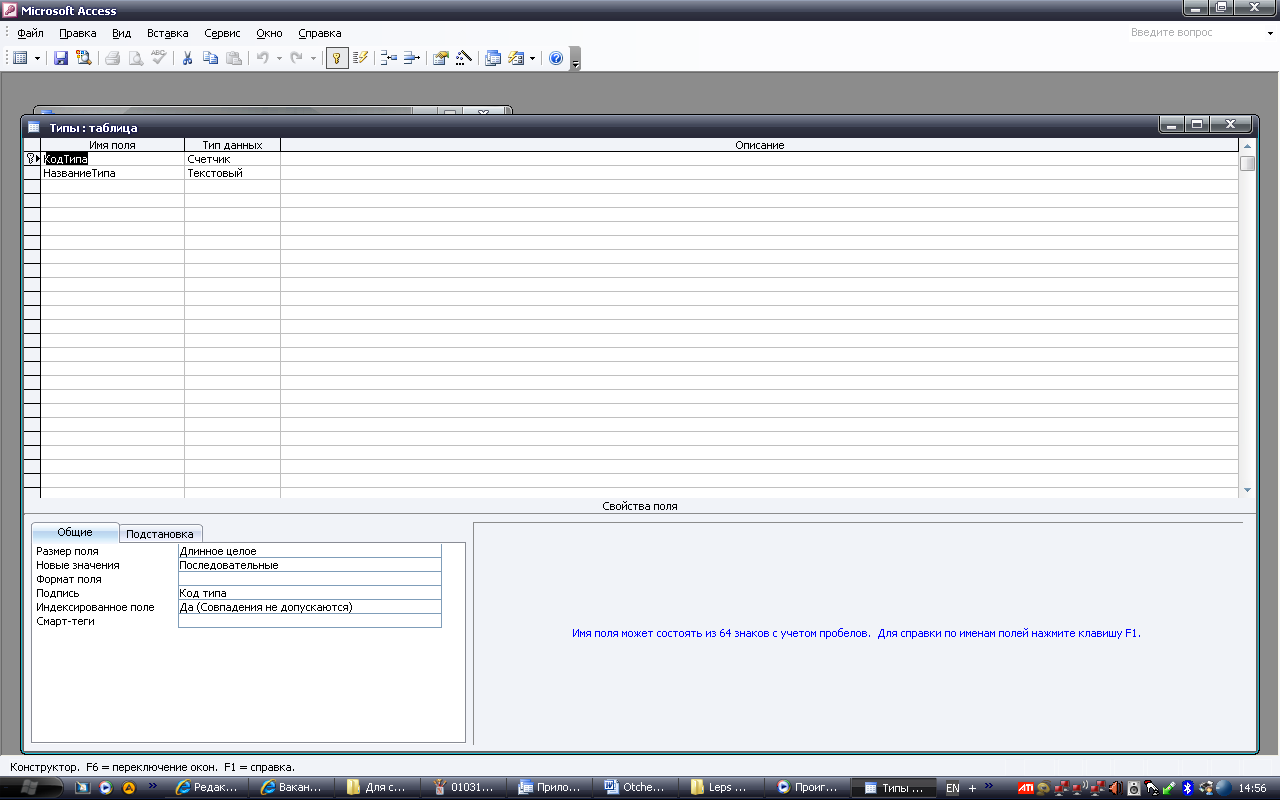 Microsoft Access
Файл Правка Вид Вставка Сервис Окно Справка Введите вопрос
Типы : таблица
Имя поля Тип данных Описание
КодТипа Счетчик
НазваниеТипа Текстовый
Свойства поля
Общие Подстановка
Размер поля Длинное целое
Новые значения Последовательные
Формат поля
Подпись Код типа
Индексированное поле Да (Совпадения не допускаются)
Смарт-теги
Имя поля может состоять из 64 знаков с учетом пробелов. Для справки по именам полей нажмите клавишу F1.
Конструктор. F6 = переключение окон. F1 = справка.
Редак... Вакан... Для с... 01031... Прило... Otche... Leps ... Проиг... Типы ... EN ATI 14:56